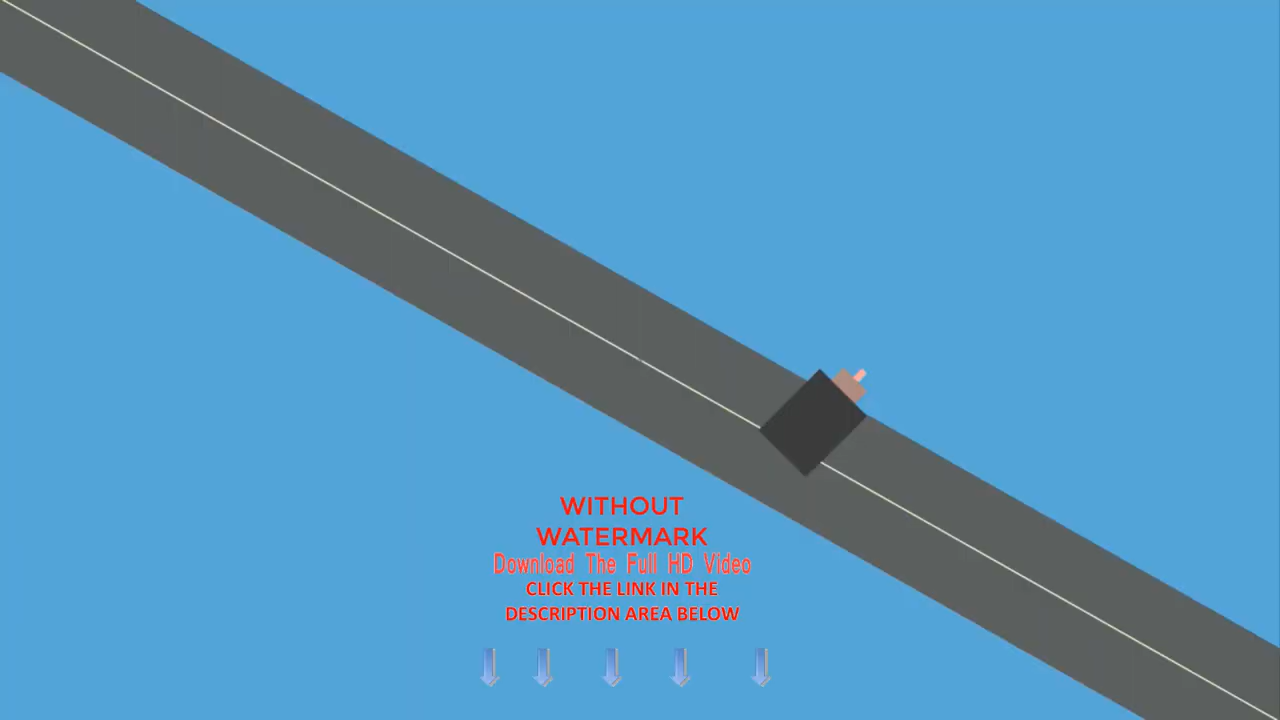 WITHOUT
WATERMARK
Download The Full HD Video
CLICK THE LINK IN THE
DESCRIPTION AREA BELOW